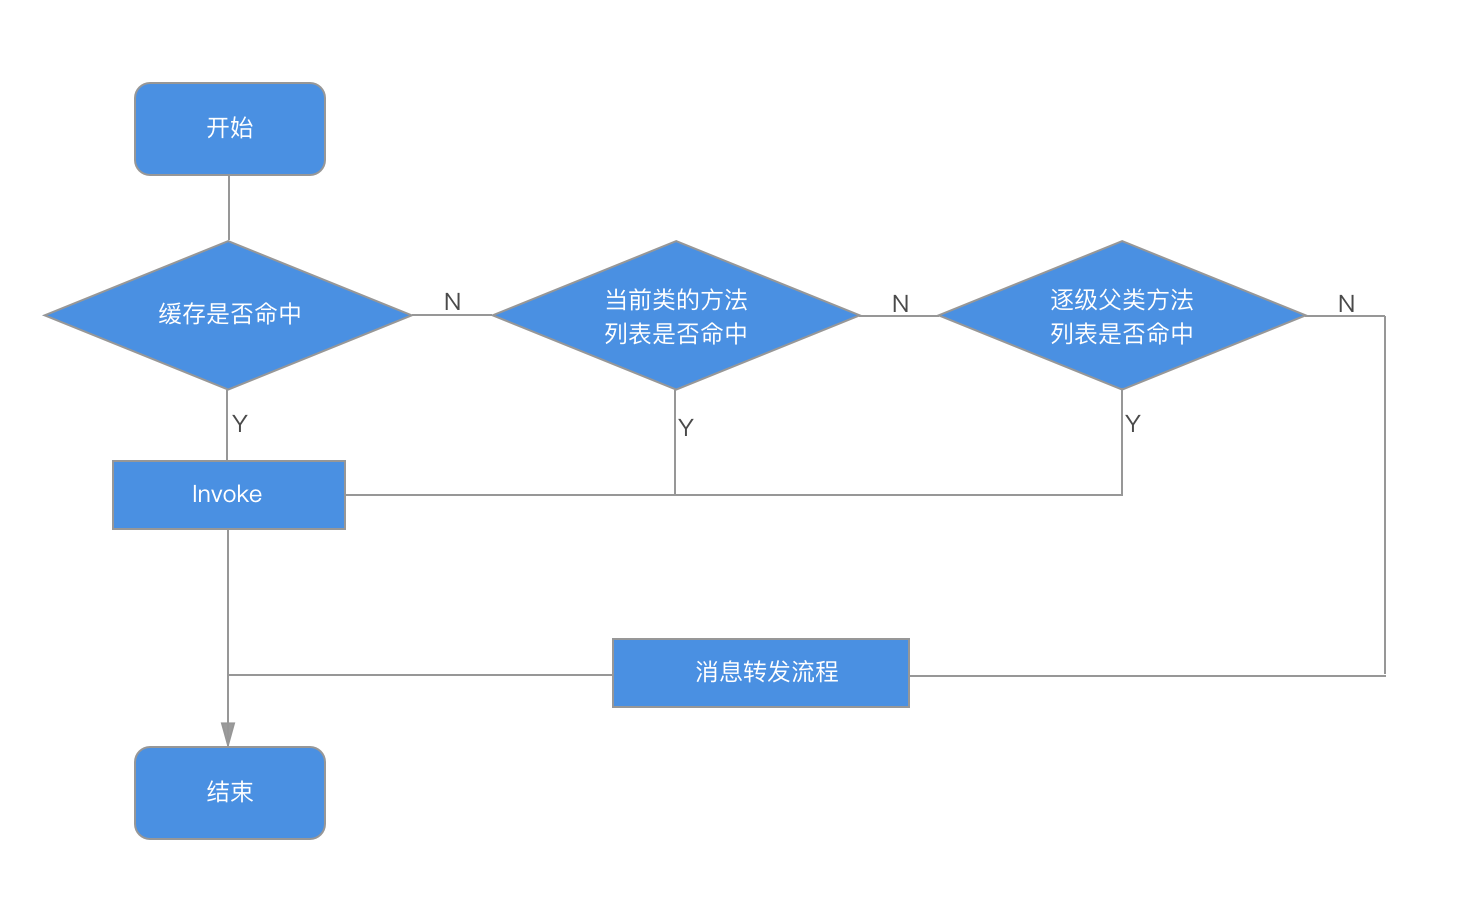 开始
缓存是否命中
N
当前类的方法
列表是否命中
N
逐级父类方法
列表是否命中
N
Y
Y
Y
Invoke
消息转发流程
结束